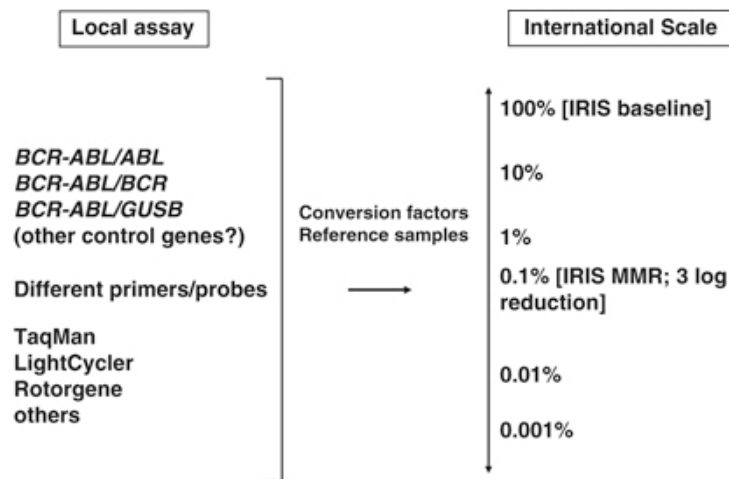 Local assay
International Scale
100% [IRIS baseline]
BCR-ABL/ABL
BCR-ABL/BCR
BCR-ABL/GUSB
(other control genes?)
10%
Conversion factors
Reference samples
1%
Different primers/probes
0.1% [IRIS MMR; 3 log
reduction]
TaqMan
LightCycler
Rotorgene
others
0.01%
0.001%